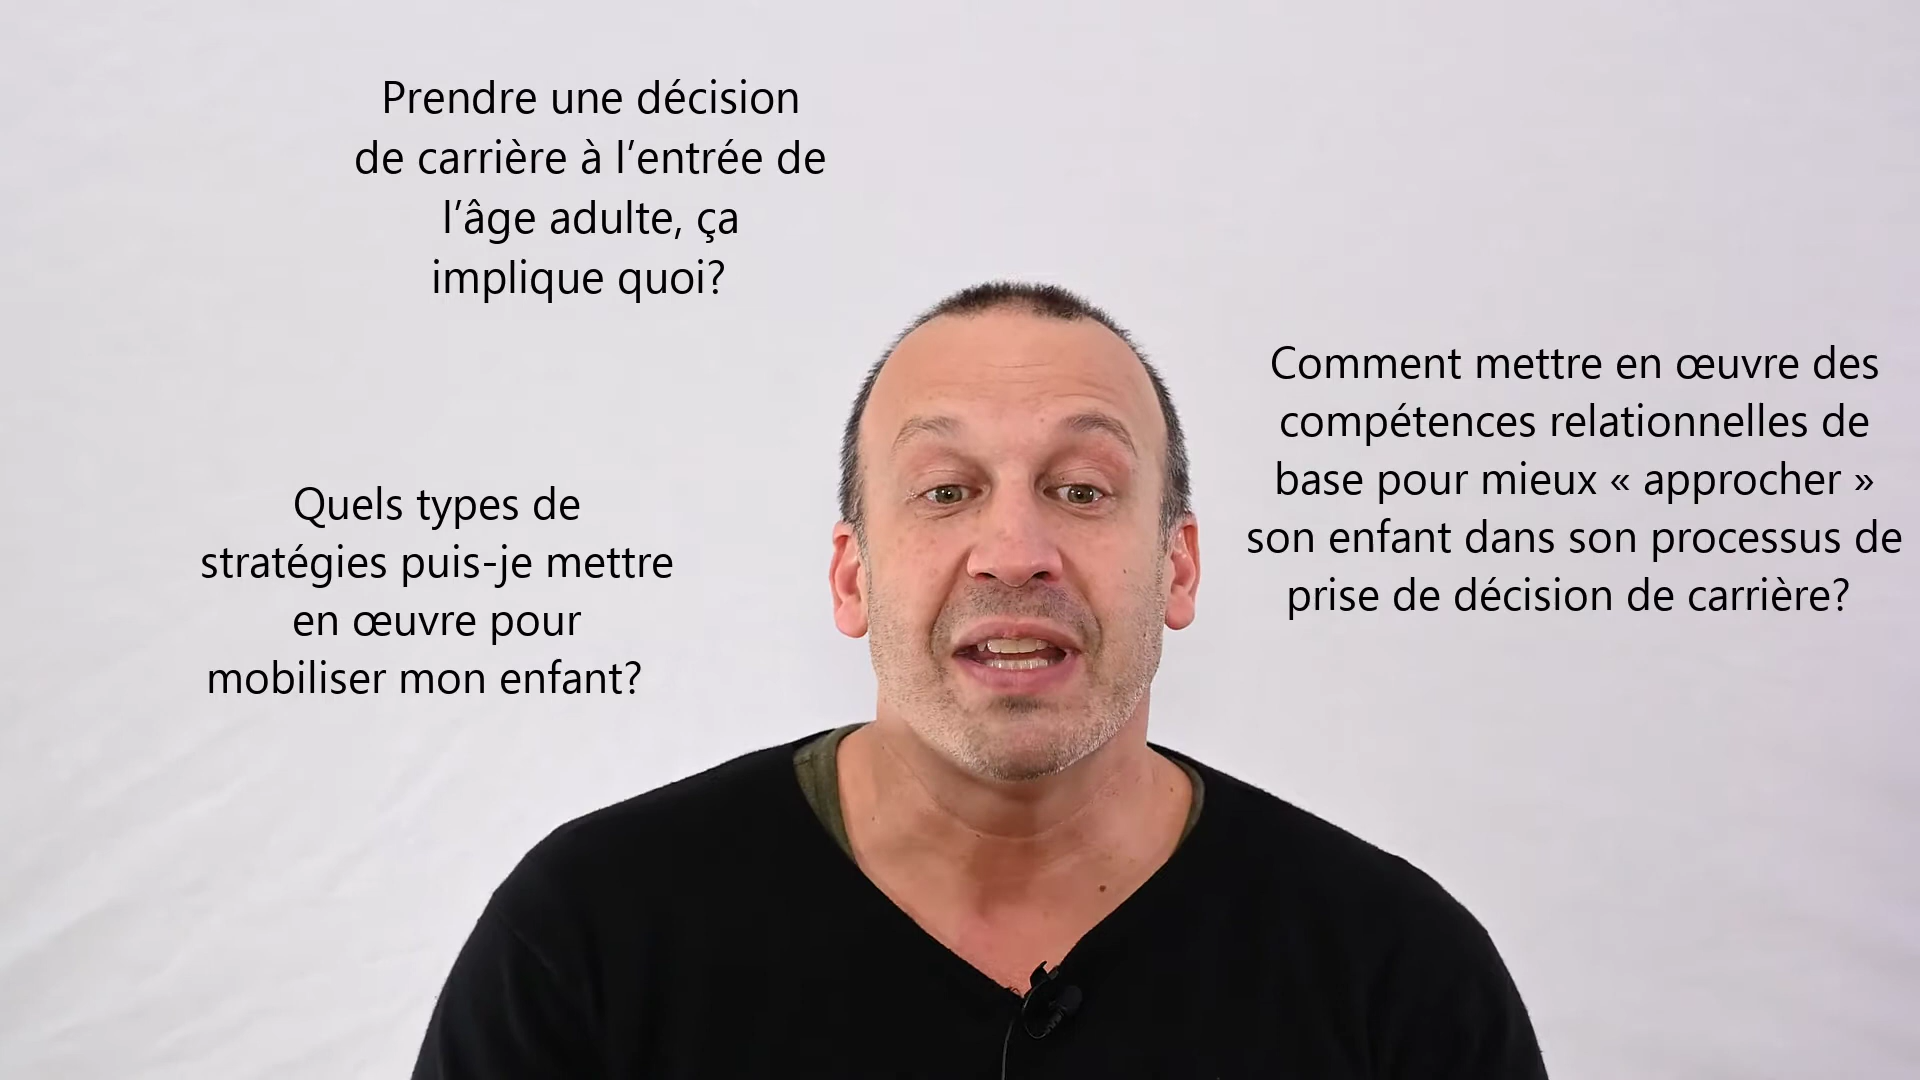 Prendre une décision
de carrière à l’entrée de
l’âge adulte, ça
implique quoi?
Quels types de
stratégies puis-je mettre
en œuvre pour
mobiliser mon enfant?
Comment mettre en œuvre des
compétences relationnelles de
base pour mieux « approcher »
son enfant dans son processus de
prise de décision de carrière?